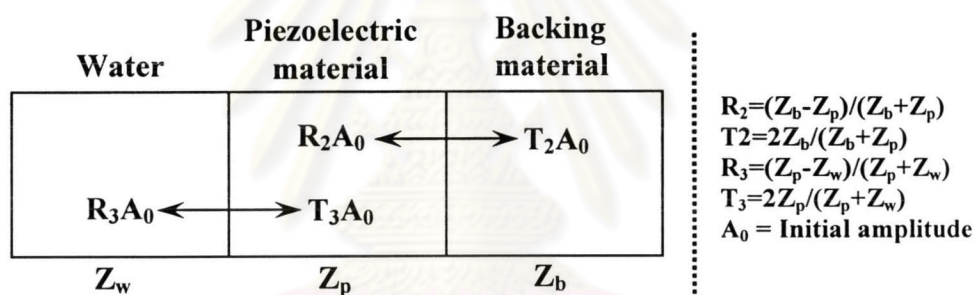 Water
Piezoelectric material
Backing material
R₂A₀ T₂A₀
R₃A₀ T₃A₀
Z_w Z_p Z_b
R₂=(Z_b-Z_p)/(Z_b+Z_p)
T2=2Z_b/(Z_b+Z_p)
R₃=(Z_p-Z_w)/(Z_p+Z_w)
T₃=2Z_p/(Z_p+Z_w)
A₀ = Initial amplitude